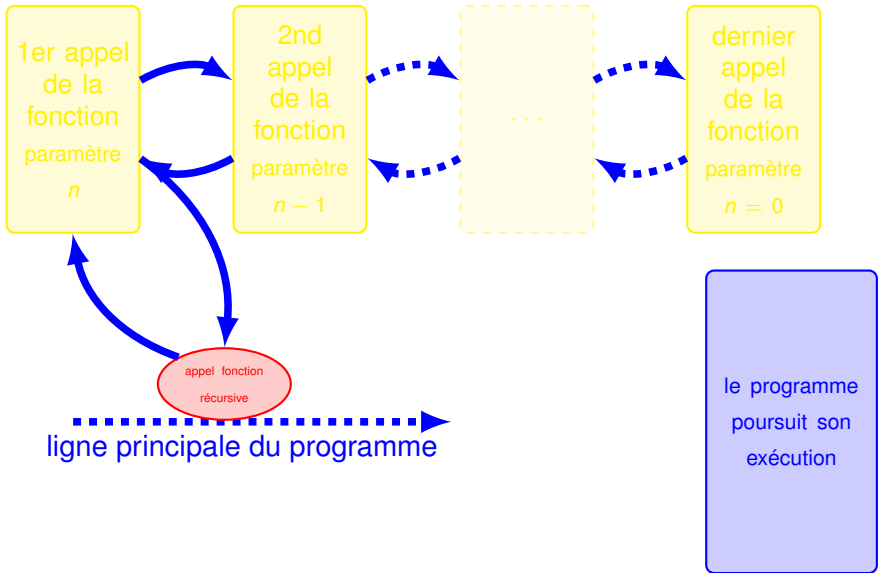 1er appel
de la
fonction
paramètre
n
2nd
appel
de la
fonction
paramètre
n − 1
. . .
dernier
appel
de la
fonction
paramètre
n = 0
appel fonction
récursive
ligne principale du programme
le programme
poursuit son
exécution